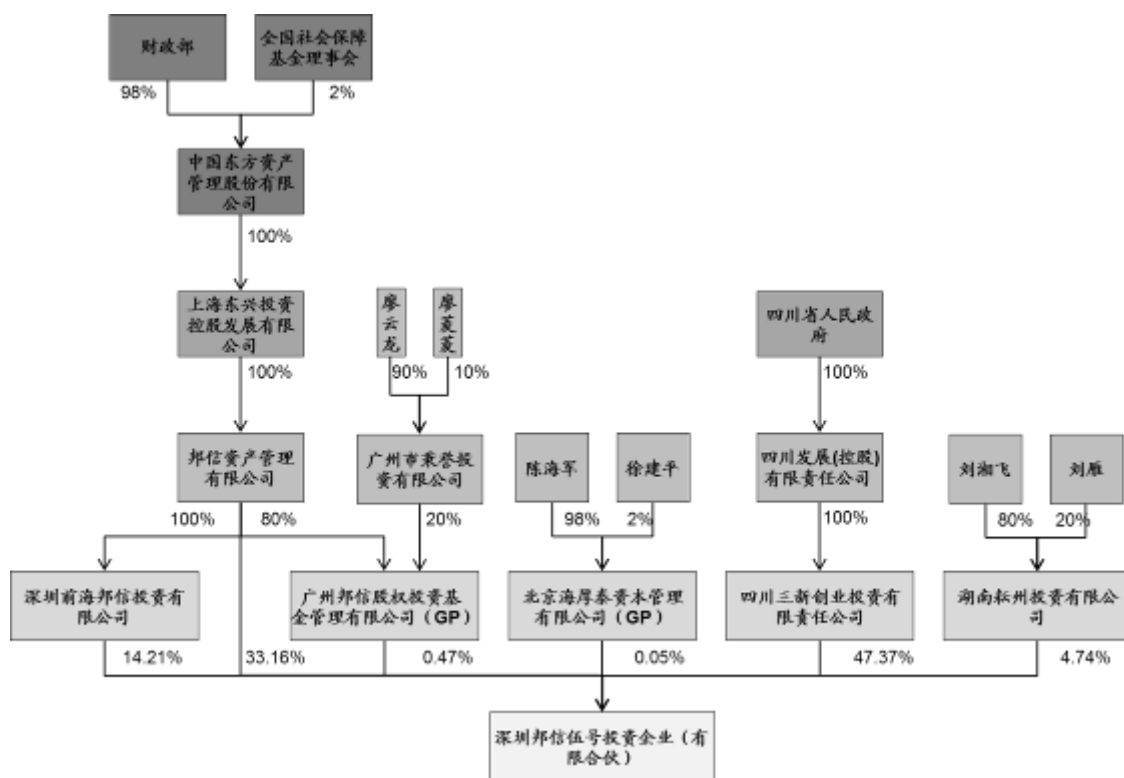 财政部
全国社会保障
基金理事会
98%
2%
中国东方资产
管理股份有限
公司
100%
上海东兴投资
控股发展有限
公司
廖云龙
廖菱菱
四川省人民政
府
100%
90%
10%
100%
邦信资产管理
有限公司
广州市秉誉投
资有限公司
陈海军
徐建平
四川发展(控股)
有限责任公司
刘湘飞
刘雁
100%
80%
20%
98%
2%
100%
80%
20%
深圳前海邦信投资有
限公司
广州邦信股权投资基
金管理有限公司（GP）
北京海厚泰资本管理
有限公司（GP）
四川三新创业投资有
限责任公司
湖南耘州投资有限公
司
14.21%
33.16%
0.47%
0.05%
47.37%
4.74%
深圳邦信伍号投资企业（有
限合伙）